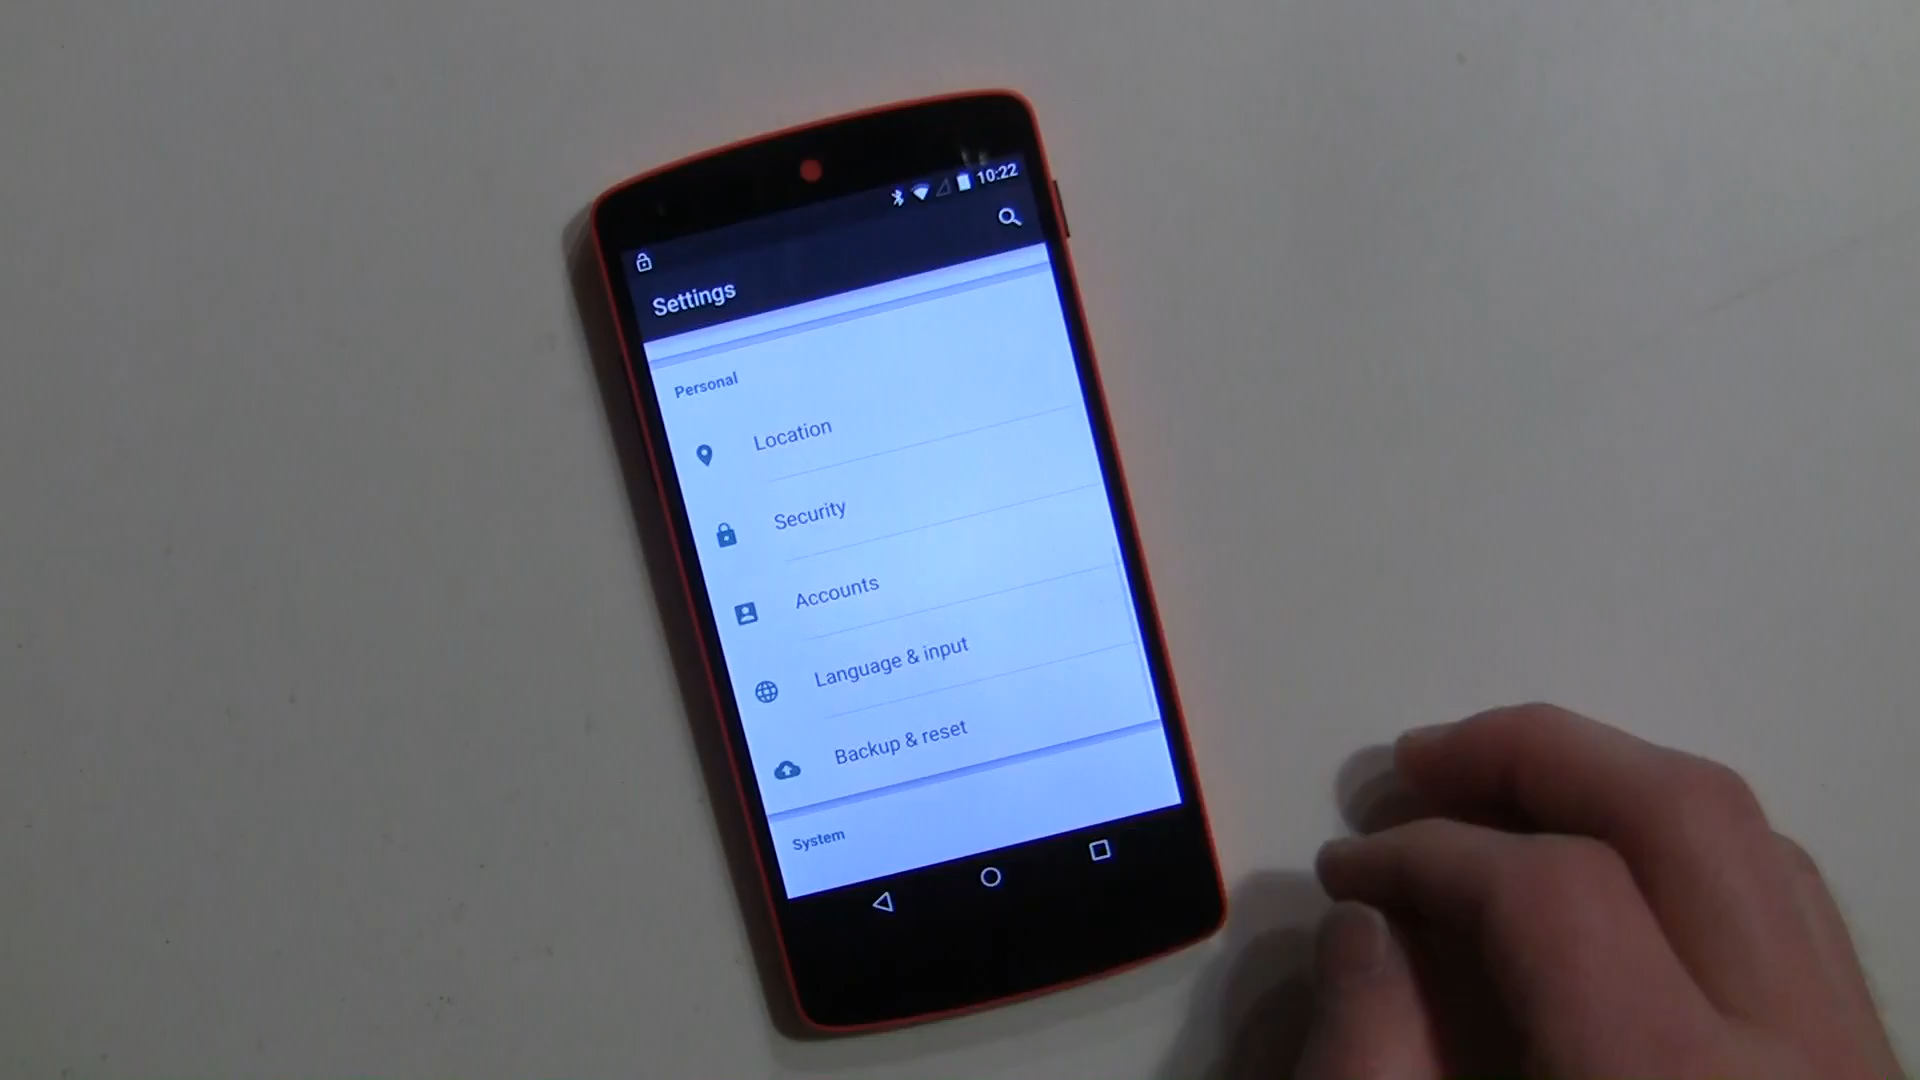 10:22
Settings
Personal
Location
Security
Accounts
Language & input
Backup & reset
System